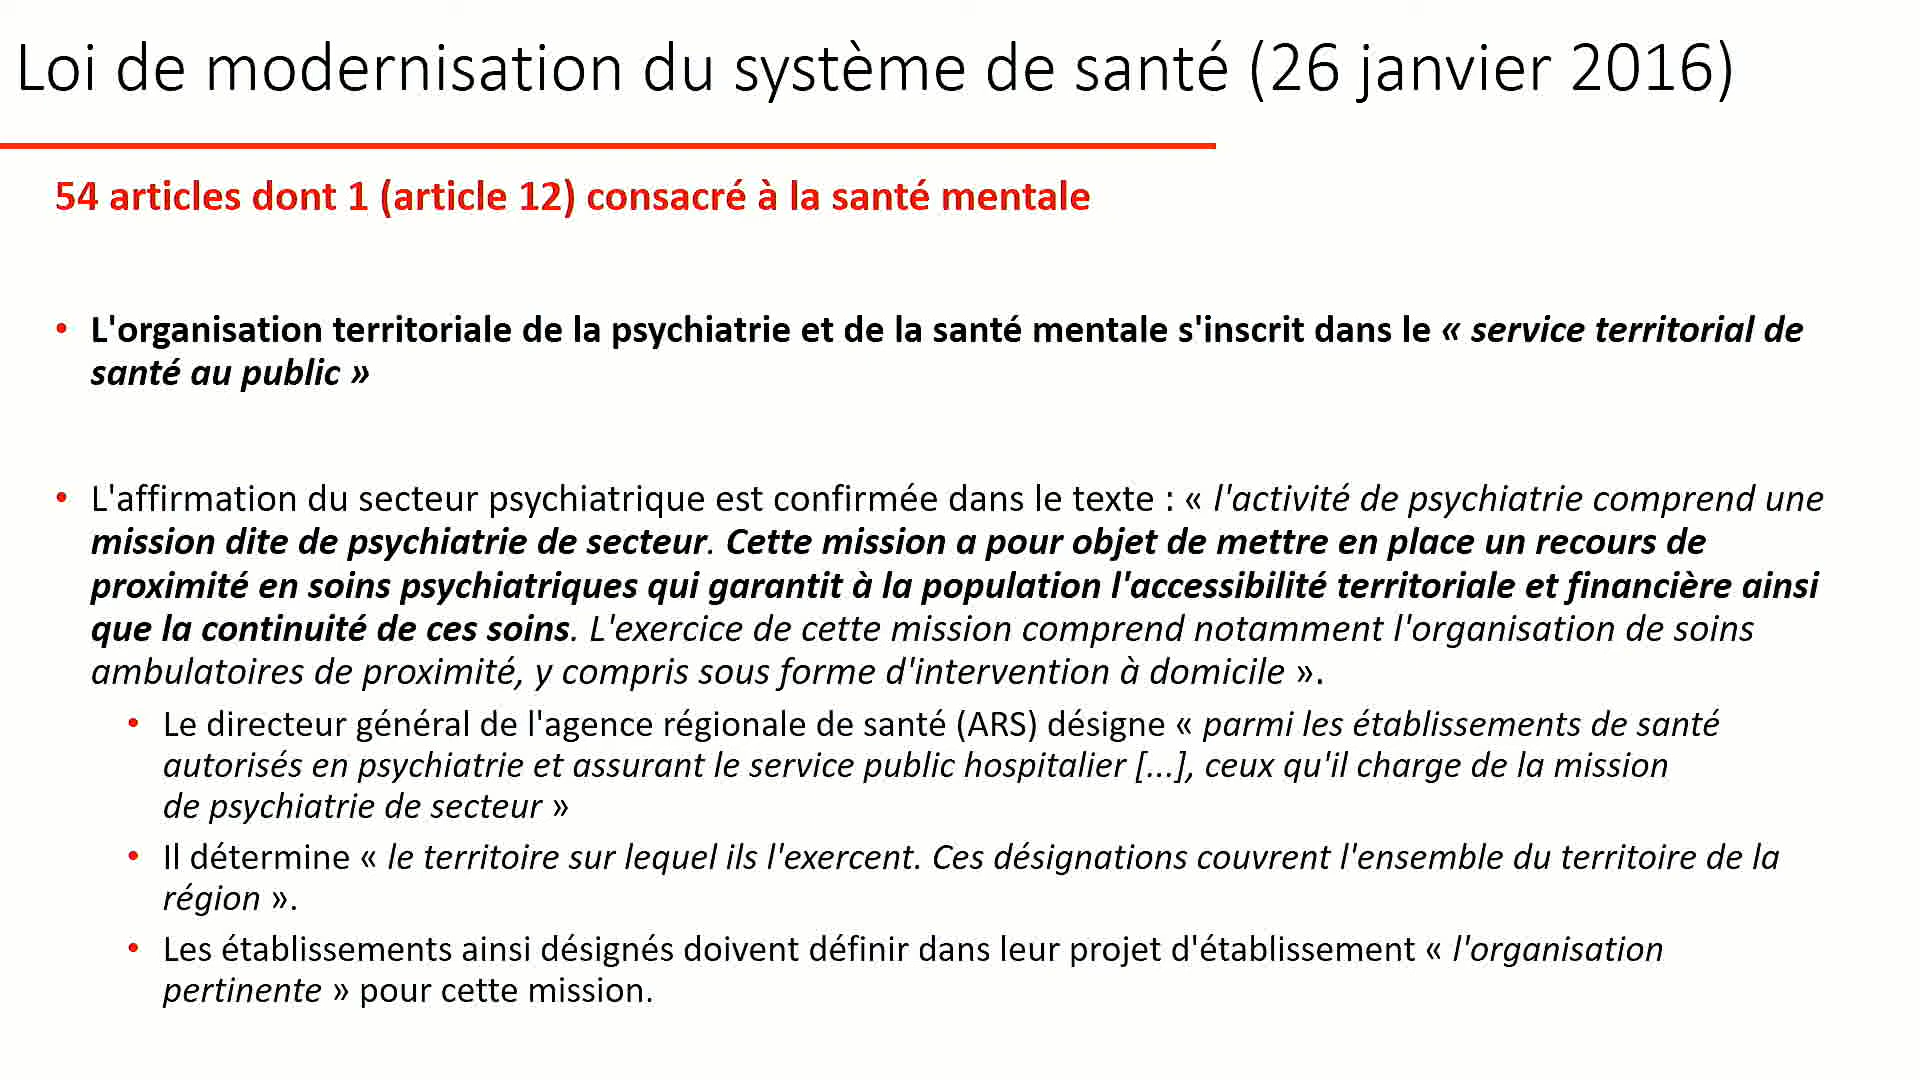 Loi de modernisation du système de santé (26 janvier 2016)
54 articles dont 1 (article 12) consacré à la santé mentale
• L'organisation territoriale de la psychiatrie et de la santé mentale s'inscrit dans le « service territorial de
santé au public »
• L'affirmation du secteur psychiatrique est confirmée dans le texte : « l'activité de psychiatrie comprend une
mission dite de psychiatrie de secteur. Cette mission a pour objet de mettre en place un recours de
proximité en soins psychiatriques qui garantit à la population l'accessibilité territoriale et financière ainsi
que la continuité de ces soins. L'exercice de cette mission comprend notamment l'organisation de soins
ambulatoires de proximité, y compris sous forme d'intervention à domicile ».
• Le directeur général de l'agence régionale de santé (ARS) désigne « parmi les établissements de santé
autorisés en psychiatrie et assurant le service public hospitalier [...], ceux qu'il charge de la mission
de psychiatrie de secteur »
• Il détermine « le territoire sur lequel ils l'exercent. Ces désignations couvrent l'ensemble du territoire de la
région ».
• Les établissements ainsi désignés doivent définir dans leur projet d'établissement « l'organisation
pertinente » pour cette mission.